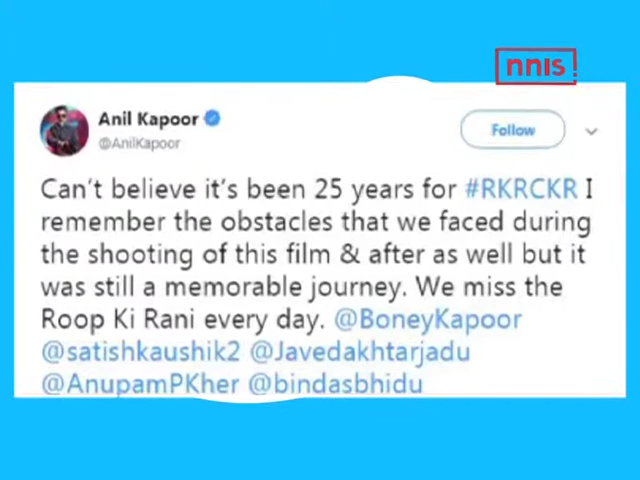 nnis
Anil Kapoor
@AnilKapoor
Follow
Can't believe it's been 25 years for #RKRCKR I
remember the obstacles that we faced during
the shooting of this film & after as well but it
was still a memorable journey. We miss the
Roop Ki Rani every day. @BoneyKapoor
@satishkaushik2 @Javedakhtarjadu
@AnupamPKher @bindasbhidu